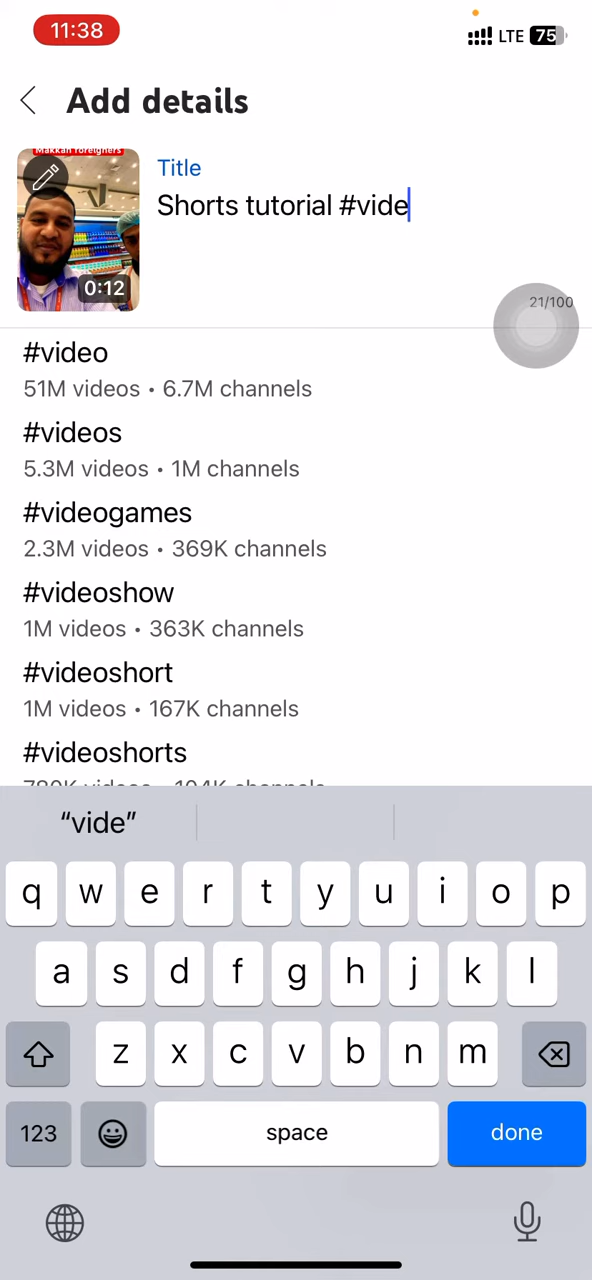 11:38
LTE 75
Add details
Makkah foreigners
0:12
Title
Shorts tutorial #vide
21/100
#video
51M videos • 6.7M channels
#videos
5.3M videos • 1M channels
#videogames
2.3M videos • 369K channels
#videoshow
1M videos • 363K channels
#videoshort
1M videos • 167K channels
#videoshorts
“vide”
q w e r t y u i o p
a s d f g h j k l
z x c v b n m
123 space done